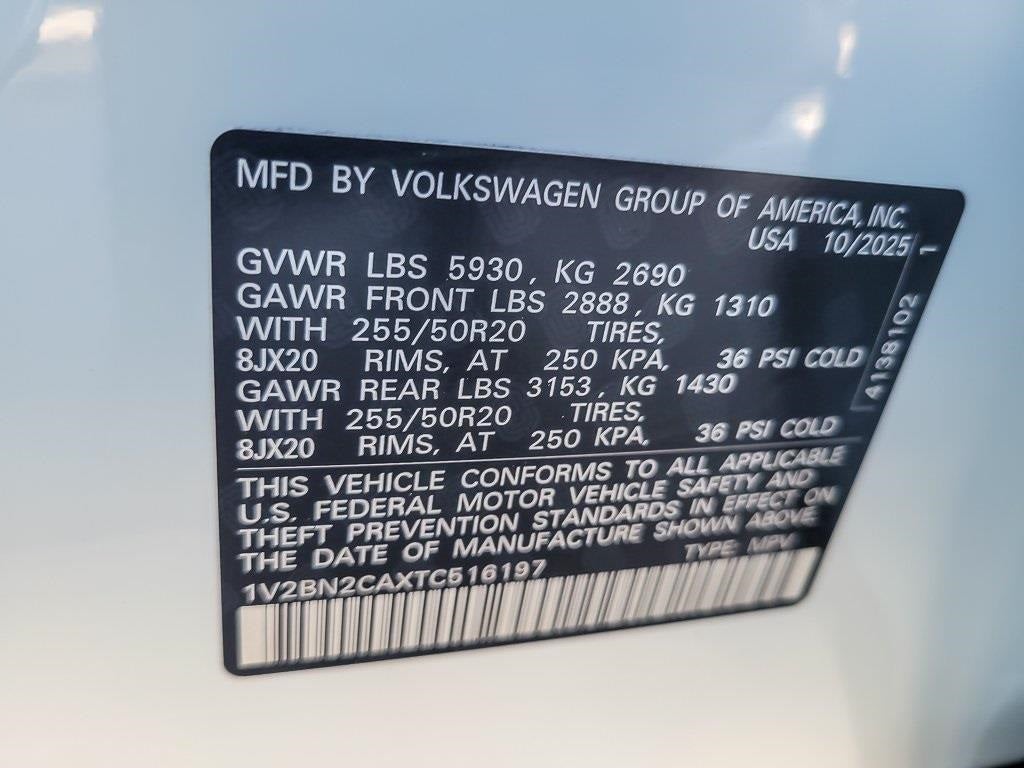 MFD BY VOLKSWAGEN GROUP OF AMERICA, INC.
USA 10/2025
GVWR LBS 5930, KG 2690
GAWR FRONT LBS 2888, KG 1310
WITH 255/50R20 TIRES,
8JX20 RIMS, AT 250 KPA, 36 PSI COLD
GAWR REAR LBS 3153, KG 1430
WITH 255/50R20 TIRES,
8JX20 RIMS, AT 250 KPA, 36 PSI COLD
4138102 1
THIS VEHICLE CONFORMS TO ALL APPLICABLE
U.S. FEDERAL MOTOR VEHICLE SAFETY AND
THEFT PREVENTION STANDARDS IN EFFECT ON
THE DATE OF MANUFACTURE SHOWN ABOVE
1V2BN2CAXTC516197 TYPE: MPV